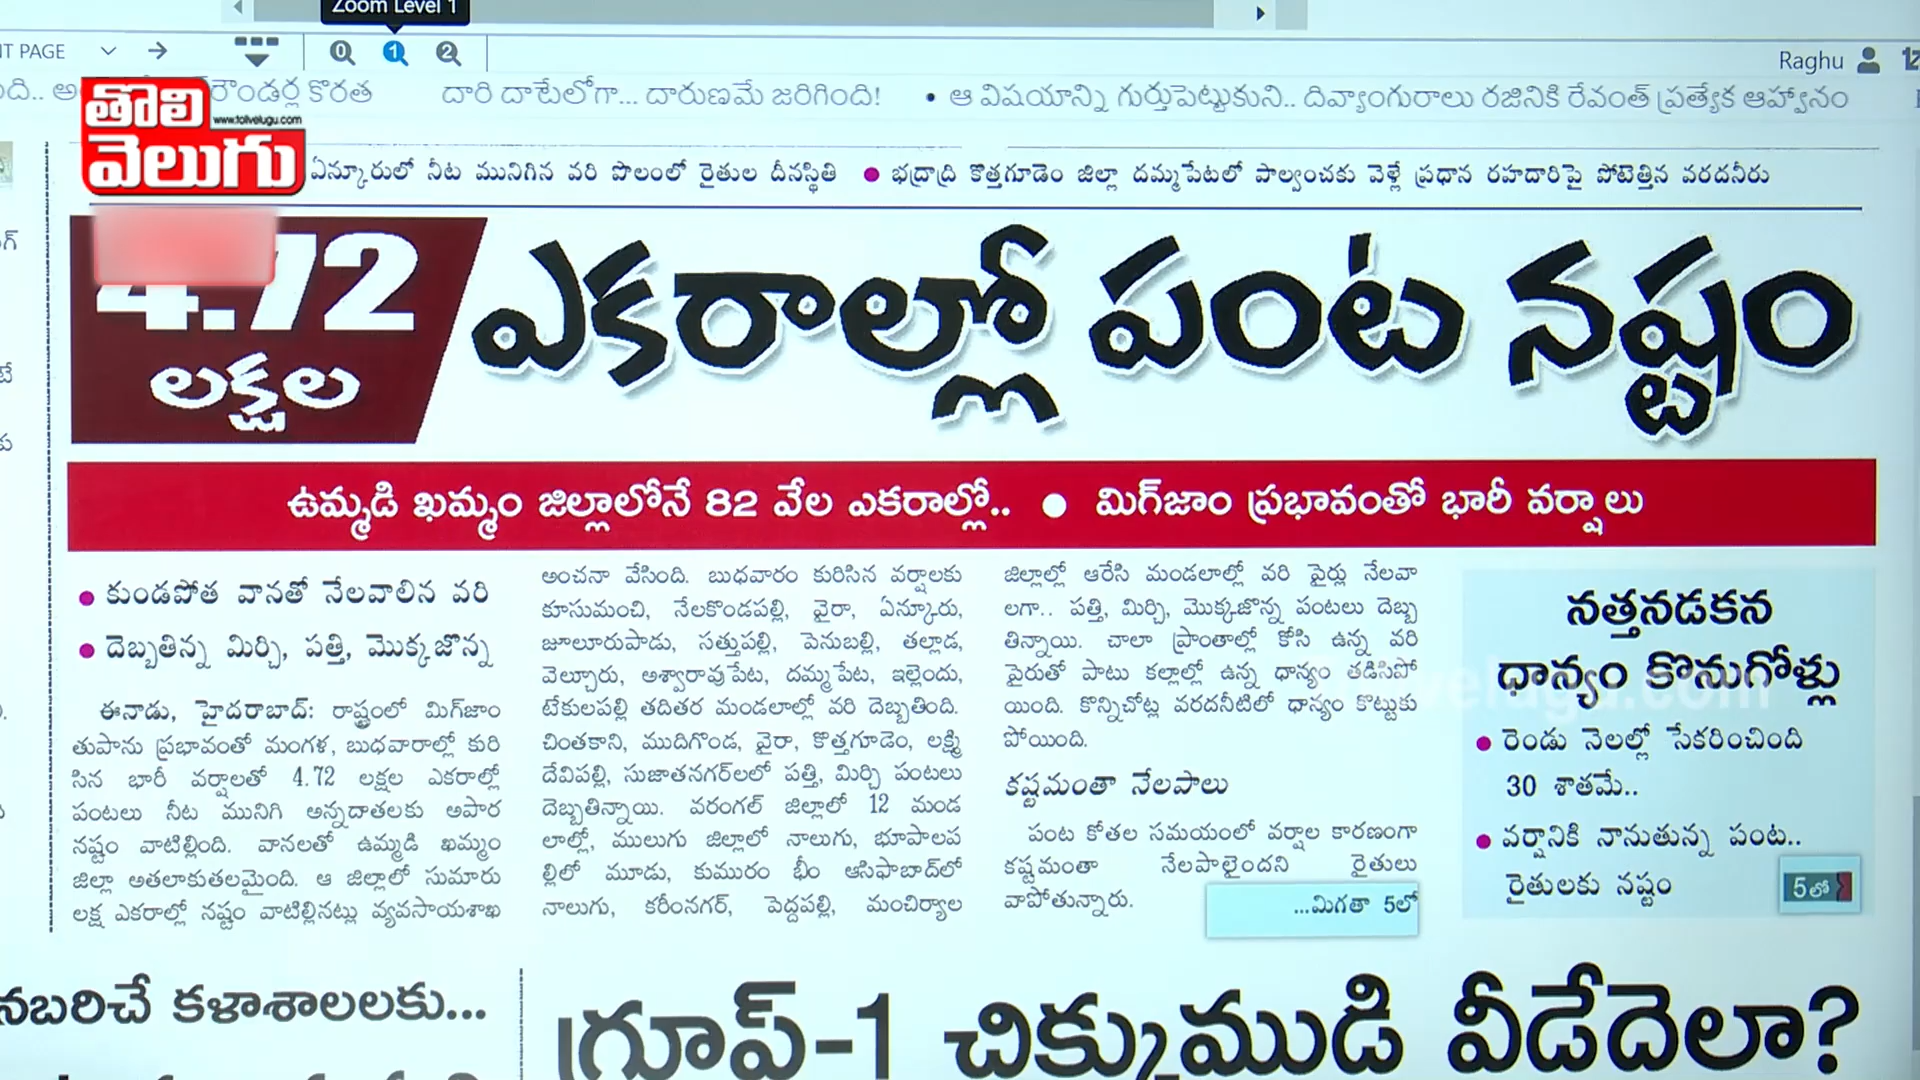 Zoom Level 1
T PAGE
0 1 2
Raghu
కొరత
దారి దాటేలోగా... దారుణమే జరిగింది!
• ఆ విషయాన్ని గుర్తుపెట్టుకుని.. దివ్యాంగురాలు రజినికి రేవంత్ ప్రత్యేక ఆహ్వానం
తొలి
www.tolivelugu.com
వెలుగు
ఏన్కూరులో నీట మునిగిన వరి పొలంలో రైతుల దీనస్థితి ● భద్రాద్రి కొత్తగూడెం జిల్లా దమ్మపేటలో పాల్వంచకు వెళ్లే ప్రధాన రహదారిపై పోటెత్తిన వరదనీరు
4.72
లక్షల
ఎకరాల్లో పంట నష్టం
ఉమ్మడి ఖమ్మం జిల్లాలోనే 82 వేల ఎకరాల్లో.. ● మిగ్‌జాం ప్రభావంతో భారీ వర్షాలు
● కుండపోత వానతో నేలవాలిన వరి
● దెబ్బతిన్న మిర్చి, పత్తి, మొక్కజొన్న
ఈనాడు, హైదరాబాద్: రాష్ట్రంలో మిగ్‌జాం
తుపాను ప్రభావంతో మంగళ, బుధవారాల్లో కురి
సిన భారీ వర్షాలతో 4.72 లక్షల ఎకరాల్లో
పంటలు నీట మునిగి అన్నదాతలకు అపార
నష్టం వాటిల్లింది. వానలతో ఉమ్మడి ఖమ్మం
జిల్లా అతలాకుతలమైంది. ఆ జిల్లాలో సుమారు
లక్ష ఎకరాల్లో నష్టం వాటిల్లినట్లు వ్యవసాయశాఖ
అంచనా వేసింది. బుధవారం కురిసిన వర్షాలకు
కూసుమంచి, నేలకొండపల్లి, వైరా, ఏన్కూరు,
జూలూరుపాడు, సత్తుపల్లి, పెనుబల్లి, తల్లాడ,
వెల్చూరు, అశ్వారావుపేట, దమ్మపేట, ఇల్లెందు,
టేకులపల్లి తదితర మండలాల్లో వరి దెబ్బతింది.
చింతకాని, ముదిగొండ, వైరా, కొత్తగూడెం, లక్ష్మి
దేవిపల్లి, సుజాతనగర్‌లలో పత్తి, మిర్చి పంటలు
దెబ్బతిన్నాయి. వరంగల్ జిల్లాలో 12 మండ
లాల్లో, ములుగు జిల్లాలో నాలుగు, భూపాలప
ల్లిలో మూడు, కుమురం భీం ఆసిఫాబాద్‌లో
నాలుగు, కరీంనగర్, పెద్దపల్లి, మంచిర్యాల
జిల్లాల్లో ఆరేసి మండలాల్లో వరి పైర్లు నేలవా
లగా.. పత్తి, మిర్చి, మొక్కజొన్న పంటలు దెబ్బ
తిన్నాయి. చాలా ప్రాంతాల్లో కోసి ఉన్న వరి
పైరుతో పాటు కల్లాల్లో ఉన్న ధాన్యం తడిసిపో
యింది. కొన్నిచోట్ల వరదనీటిలో ధాన్యం కొట్టుకు
పోయింది.
కష్టమంతా నేలపాలు
పంట కోతల సమయంలో వర్షాల కారణంగా
కష్టమంతా నేలపాలైందని రైతులు
వాపోతున్నారు.
...మిగతా 5లో
నత్తనడకన
ధాన్యం కొనుగోళ్లు
● రెండు నెలల్లో సేకరించింది
30 శాతమే..
● వర్షానికి నానుతున్న పంట..
రైతులకు నష్టం
5లో
నబరిచే కళాశాలలకు...
గ్రూప్-1 చిక్కుముడి వీడేదెలా?